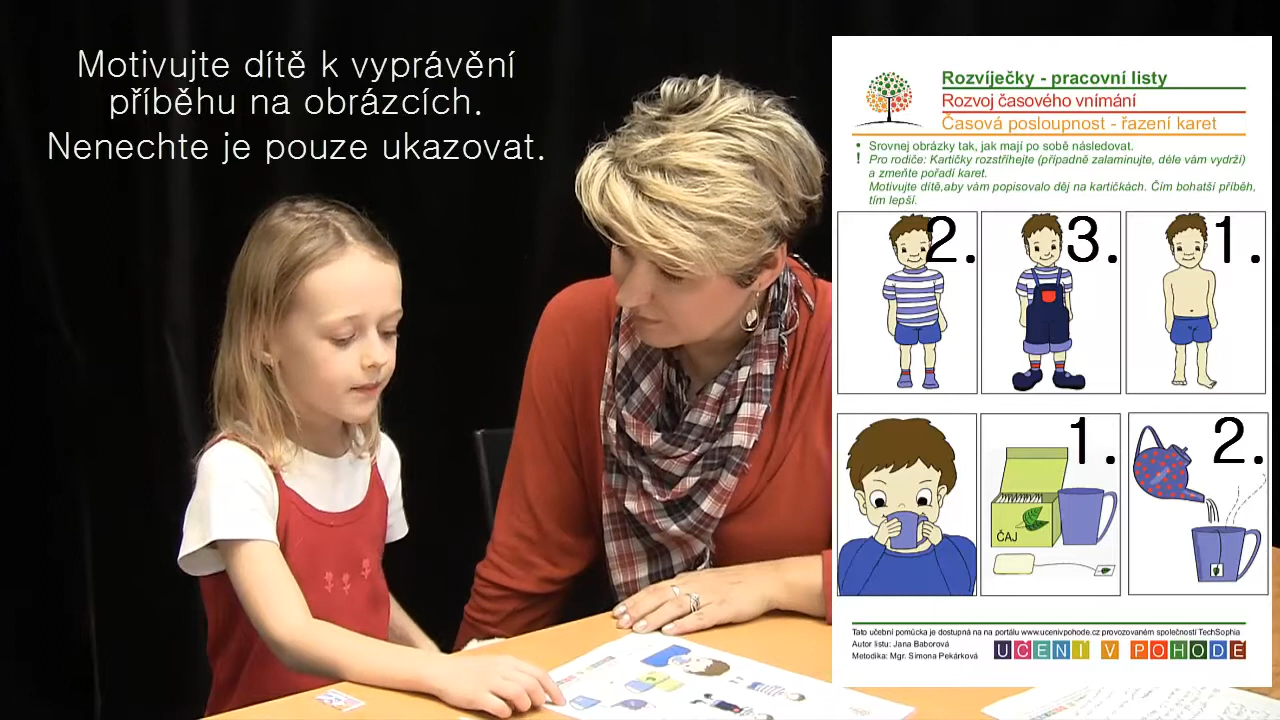 Motivujte dítě k vyprávění
příběhu na obrázcích.
Nenechte je pouze ukazovat.
Rozvíječky - pracovní listy
Rozvoj časového vnímání
Časová posloupnost - řazení karet
• Srovnej obrázky tak, jak mají po sobě následovat.
! Pro rodiče: Kartičky rozstříhejte (případně zalaminujte, déle vám vydrží)
a zmeňte pořadí karet.
Motivujte dítě,aby vám popisovalo děj na kartičkách. Čím bohatší příběh,
tím lepší.
2. 3. 1.
1. 2.
ČAJ
Tato učební pomůcka je dostupná na na portálu www.ucenivpohode.cz provozovaném společností TechSophia
Autor listu: Jana Baborová
Metodika: Mgr. Simona Pekárková
UČENÍ V POHODĚ